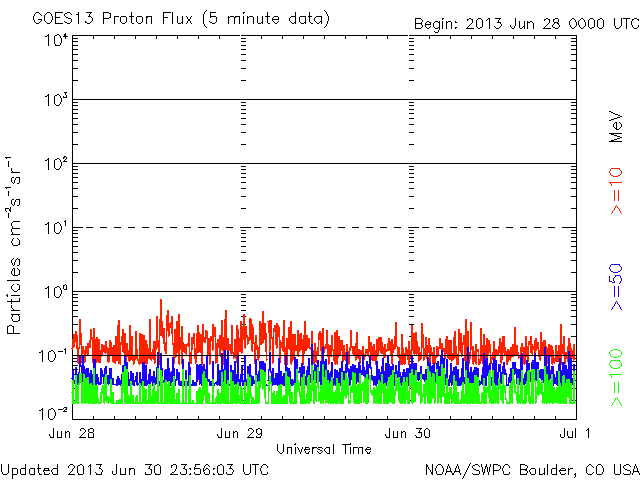 GOES13 Proton Flux (5 minute data)
Begin: 2013 Jun 28 0000 UTC
10⁴
10³
10²
10¹
10⁰
10⁻¹
10⁻²
Particles cm⁻²s⁻¹sr⁻¹
MeV
>=10
>=50
>=100
Jun 28
Jun 29
Jun 30
Jul 1
Universal Time
Updated 2013 Jun 30 23:56:03 UTC
NOAA/SWPC Boulder, CO USA